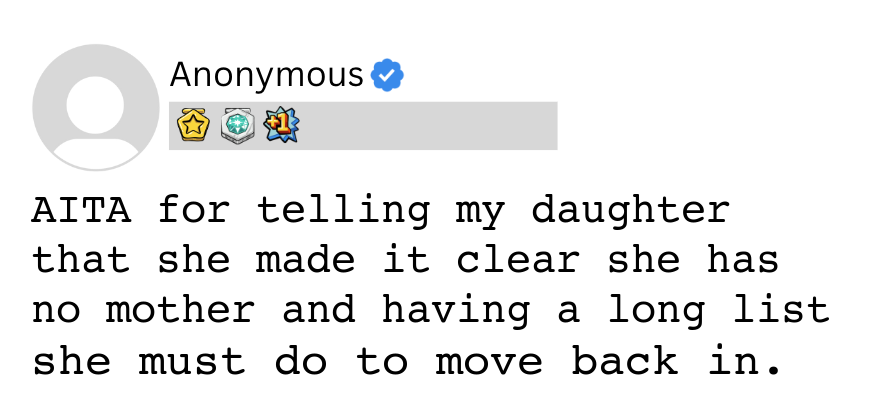 Anonymous
+1
AITA for telling my daughter
that she made it clear she has
no mother and having a long list
she must do to move back in.